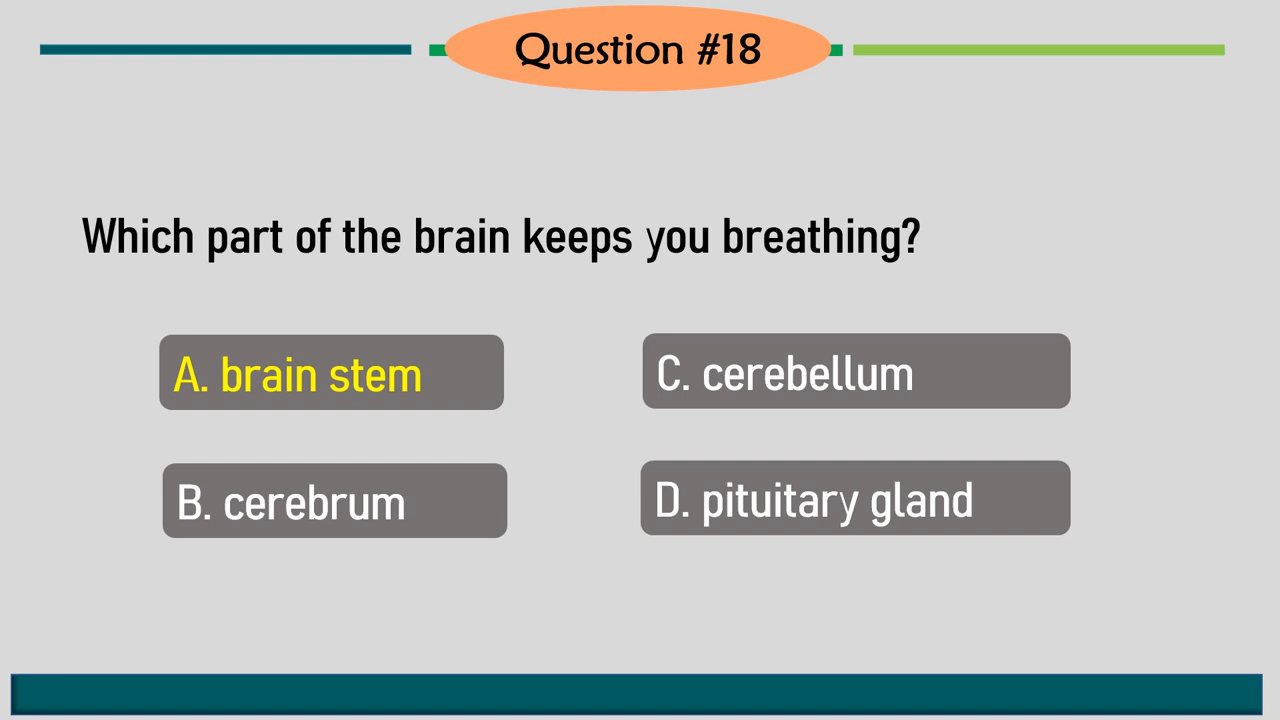 Question #18
Which part of the brain keeps you breathing?
A. brain stem
B. cerebrum
C. cerebellum
D. pituitary gland